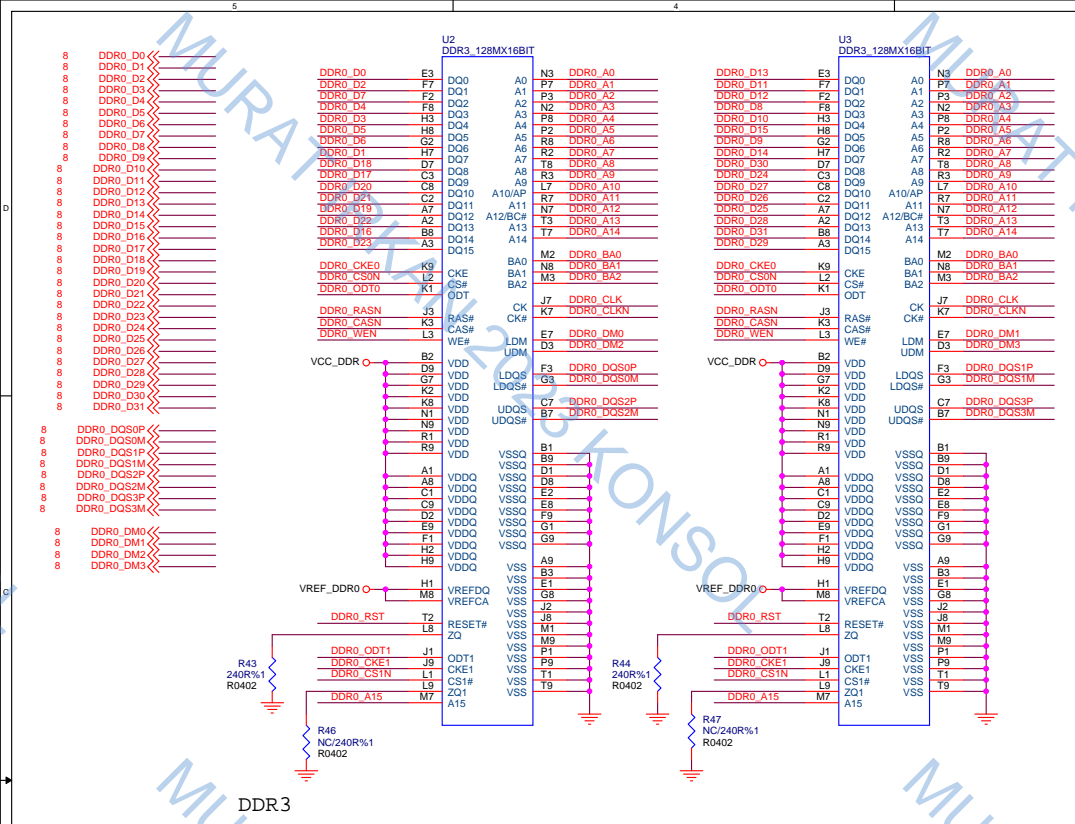 5 4
D
C
MURAT URKAN 2023 KONSOL
MURAT
8 DDR0_D0
8 DDR0_D1
8 DDR0_D2
8 DDR0_D3
8 DDR0_D4
8 DDR0_D5
8 DDR0_D6
8 DDR0_D7
8 DDR0_D8
8 DDR0_D9
8 DDR0_D10
8 DDR0_D11
8 DDR0_D12
8 DDR0_D13
8 DDR0_D14
8 DDR0_D15
8 DDR0_D16
8 DDR0_D17
8 DDR0_D18
8 DDR0_D19
8 DDR0_D20
8 DDR0_D21
8 DDR0_D22
8 DDR0_D23
8 DDR0_D24
8 DDR0_D25
8 DDR0_D26
8 DDR0_D27
8 DDR0_D28
8 DDR0_D29
8 DDR0_D30
8 DDR0_D31
8 DDR0_DQS0P
8 DDR0_DQS0M
8 DDR0_DQS1P
8 DDR0_DQS1M
8 DDR0_DQS2P
8 DDR0_DQS2M
8 DDR0_DQS3P
8 DDR0_DQS3M
8 DDR0_DM0
8 DDR0_DM1
8 DDR0_DM2
8 DDR0_DM3
U2
DDR3_128MX16BIT
DDR0_D0 E3 DQ0
DDR0_D2 F7 DQ1
DDR0_D7 F2 DQ2
DDR0_D4 F8 DQ3
DDR0_D3 H3 DQ4
DDR0_D5 H8 DQ5
DDR0_D6 G2 DQ6
DDR0_D1 H7 DQ7
DDR0_D18 D7 DQ8
DDR0_D17 C3 DQ9
DDR0_D20 C8 DQ10
DDR0_D21 C2 DQ11
DDR0_D19 A7 DQ12
DDR0_D22 A2 DQ13
DDR0_D16 B8 DQ14
DDR0_D23 A3 DQ15
DDR0_CKE0 K9 CKE
DDR0_CS0N L2 CS#
DDR0_ODT0 K1 ODT
DDR0_RASN J3 RAS#
DDR0_CASN K3 CAS#
DDR0_WEN L3 WE#
VCC_DDR B2 VDD
D9 VDD
G7 VDD
K2 VDD
K8 VDD
N1 VDD
N9 VDD
R1 VDD
R9 VDD
A1 VDDQ
A8 VDDQ
C1 VDDQ
C9 VDDQ
D2 VDDQ
E9 VDDQ
F1 VDDQ
H2 VDDQ
H9 VDDQ
VREF_DDR0 H1 VREFDQ
M8 VREFCA
DDR0_RST T2 RESET#
L8 ZQ
DDR0_ODT1 J1 ODT1
DDR0_CKE1 J9 CKE1
DDR0_CS1N L1 CS1#
L9 ZQ1
DDR0_A15 M7 A15
A0 N3 DDR0_A0
A1 P7 DDR0_A1
A2 P3 DDR0_A2
A3 N2 DDR0_A3
A4 P8 DDR0_A4
A5 P2 DDR0_A5
A6 R8 DDR0_A6
A7 R2 DDR0_A7
A8 T8 DDR0_A8
A9 R3 DDR0_A9
A10/AP L7 DDR0_A10
A11 R7 DDR0_A11
A12/BC# N7 DDR0_A12
A13 T3 DDR0_A13
A14 T7 DDR0_A14
BA0 M2 DDR0_BA0
BA1 N8 DDR0_BA1
BA2 M3 DDR0_BA2
CK J7 DDR0_CLK
CK# K7 DDR0_CLKN
LDM E7 DDR0_DM0
UDM D3 DDR0_DM2
LDQS F3 DDR0_DQS0P
LDQS# G3 DDR0_DQS0M
UDQS C7 DDR0_DQS2P
UDQS# B7 DDR0_DQS2M
VSSQ B1
VSSQ B9
VSSQ D1
VSSQ D8
VSSQ E2
VSSQ E8
VSSQ F9
VSSQ G1
VSSQ G9
VSS A9
VSS B3
VSS E1
VSS G8
VSS J2
VSS J8
VSS M1
VSS M9
VSS P1
VSS P9
VSS T1
VSS T9
R43
240R%1
R0402
R46
NC/240R%1
R0402
U3
DDR3_128MX16BIT
DDR0_D13 E3 DQ0
DDR0_D11 F7 DQ1
DDR0_D12 F2 DQ2
DDR0_D8 F8 DQ3
DDR0_D10 H3 DQ4
DDR0_D15 H8 DQ5
DDR0_D9 G2 DQ6
DDR0_D14 H7 DQ7
DDR0_D30 D7 DQ8
DDR0_D24 C3 DQ9
DDR0_D27 C8 DQ10
DDR0_D26 C2 DQ11
DDR0_D25 A7 DQ12
DDR0_D28 A2 DQ13
DDR0_D31 B8 DQ14
DDR0_D29 A3 DQ15
DDR0_CKE0 K9 CKE
DDR0_CS0N L2 CS#
DDR0_ODT0 K1 ODT
DDR0_RASN J3 RAS#
DDR0_CASN K3 CAS#
DDR0_WEN L3 WE#
VCC_DDR B2 VDD
D9 VDD
G7 VDD
K2 VDD
K8 VDD
N1 VDD
N9 VDD
R1 VDD
R9 VDD
A1 VDDQ
A8 VDDQ
C1 VDDQ
C9 VDDQ
D2 VDDQ
E9 VDDQ
F1 VDDQ
H2 VDDQ
H9 VDDQ
VREF_DDR0 H1 VREFDQ
M8 VREFCA
DDR0_RST T2 RESET#
L8 ZQ
DDR0_ODT1 J1 ODT1
DDR0_CKE1 J9 CKE1
DDR0_CS1N L1 CS1#
L9 ZQ1
DDR0_A15 M7 A15
A0 N3 DDR0_A0
A1 P7 DDR0_A1
A2 P3 DDR0_A2
A3 N2 DDR0_A3
A4 P8 DDR0_A4
A5 P2 DDR0_A5
A6 R8 DDR0_A6
A7 R2 DDR0_A7
A8 T8 DDR0_A8
A9 R3 DDR0_A9
A10/AP L7 DDR0_A10
A11 R7 DDR0_A11
A12/BC# N7 DDR0_A12
A13 T3 DDR0_A13
A14 T7 DDR0_A14
BA0 M2 DDR0_BA0
BA1 N8 DDR0_BA1
BA2 M3 DDR0_BA2
CK J7 DDR0_CLK
CK# K7 DDR0_CLKN
LDM E7 DDR0_DM1
UDM D3 DDR0_DM3
LDQS F3 DDR0_DQS1P
LDQS# G3 DDR0_DQS1M
UDQS C7 DDR0_DQS3P
UDQS# B7 DDR0_DQS3M
VSSQ B1
VSSQ B9
VSSQ D1
VSSQ D8
VSSQ E2
VSSQ E8
VSSQ F9
VSSQ G1
VSSQ G9
VSS A9
VSS B3
VSS E1
VSS G8
VSS J2
VSS J8
VSS M1
VSS M9
VSS P1
VSS P9
VSS T1
VSS T9
R44
240R%1
R0402
R47
NC/240R%1
R0402
DDR3